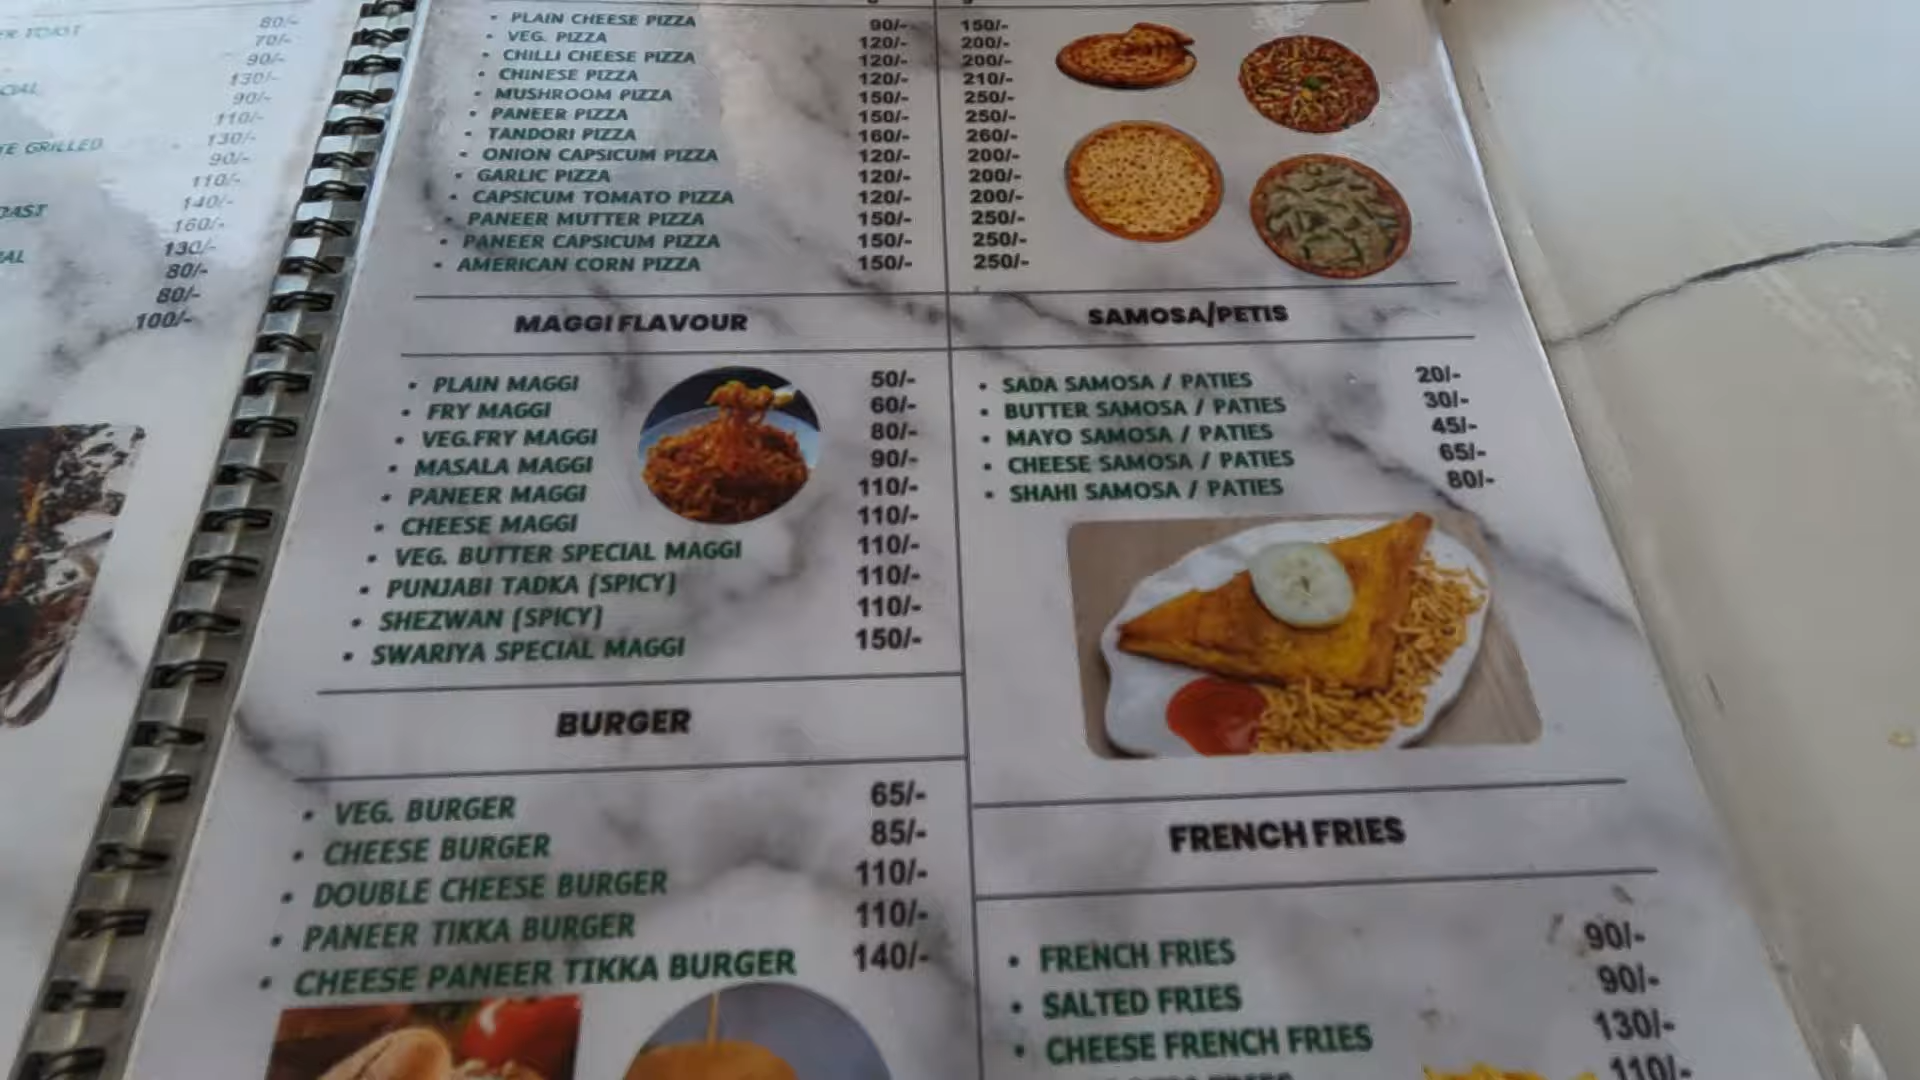 80/-
70/-
90/-
130/-
90/-
110/-
GRILLED 130/-
90/-
110/-
140/-
160/-
130/-
80/-
80/-
100/-
PLAIN CHEESE PIZZA 90/- 150/-
VEG. PIZZA 120/- 200/-
CHILLI CHEESE PIZZA 120/- 200/-
CHINESE PIZZA 120/- 210/-
MUSHROOM PIZZA 150/- 250/-
PANEER PIZZA 150/- 250/-
TANDORI PIZZA 160/- 260/-
ONION CAPSICUM PIZZA 120/- 200/-
GARLIC PIZZA 120/- 200/-
CAPSICUM TOMATO PIZZA 120/- 200/-
PANEER MUTTER PIZZA 150/- 250/-
PANEER CAPSICUM PIZZA 150/- 250/-
AMERICAN CORN PIZZA 150/- 250/-
MAGGI FLAVOUR
PLAIN MAGGI 50/-
FRY MAGGI 60/-
VEG.FRY MAGGI 80/-
MASALA MAGGI 90/-
PANEER MAGGI 110/-
CHEESE MAGGI 110/-
VEG. BUTTER SPECIAL MAGGI 110/-
PUNJABI TADKA (SPICY) 110/-
SHEZWAN (SPICY) 110/-
SWARIYA SPECIAL MAGGI 150/-
BURGER
VEG. BURGER 65/-
CHEESE BURGER 85/-
DOUBLE CHEESE BURGER 110/-
PANEER TIKKA BURGER 110/-
CHEESE PANEER TIKKA BURGER 140/-
SAMOSA/PETIS
SADA SAMOSA / PATIES 20/-
BUTTER SAMOSA / PATIES 30/-
MAYO SAMOSA / PATIES 45/-
CHEESE SAMOSA / PATIES 65/-
SHAHI SAMOSA / PATIES 80/-
FRENCH FRIES
FRENCH FRIES 90/-
SALTED FRIES 90/-
CHEESE FRENCH FRIES 130/-
FRIES 110/-